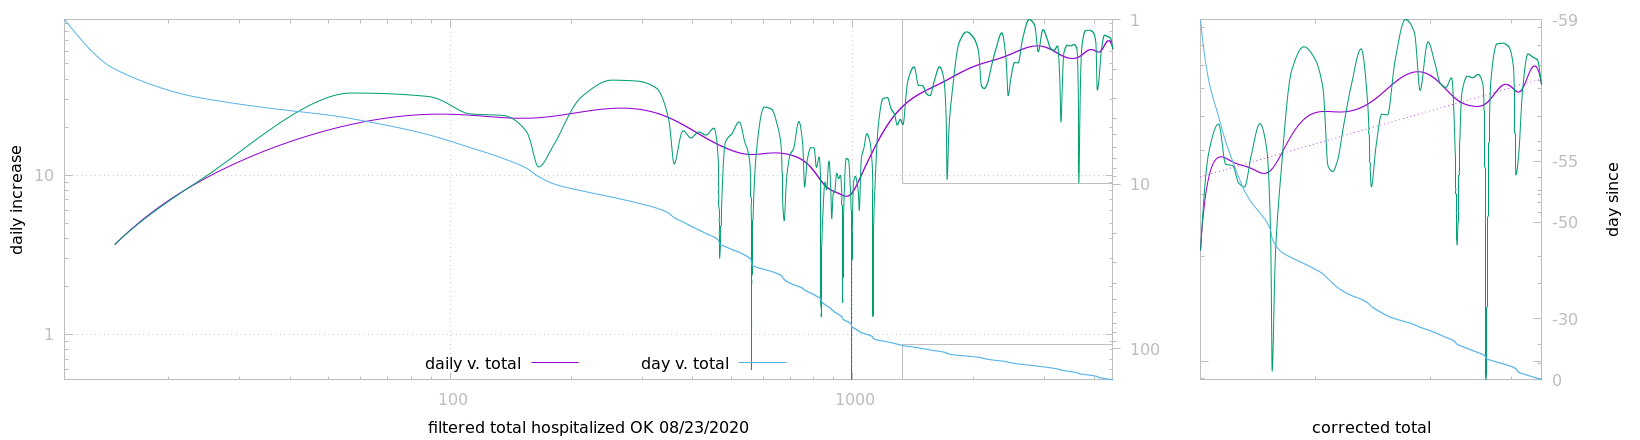 1
-59
daily increase
10
1
10
100
-55
-50
-30
0
day since
daily v. total
day v. total
100
1000
filtered total hospitalized OK 08/23/2020
corrected total